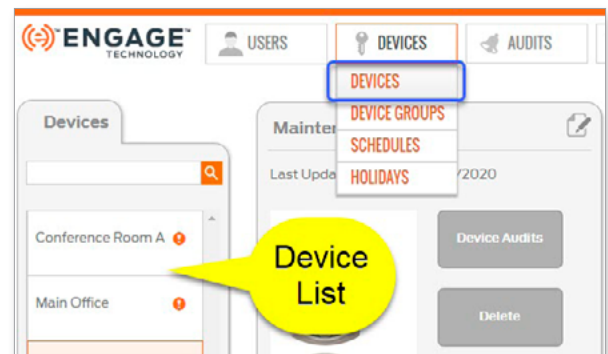 ENGAGE™
TECHNOLOGY
USERS
DEVICES
AUDITS
DEVICES
DEVICE GROUPS
SCHEDULES
HOLIDAYS
Devices
Conference Room A
Main Office
Device
List
Mainte
Last Upda
/2020
Device Audits
Delete